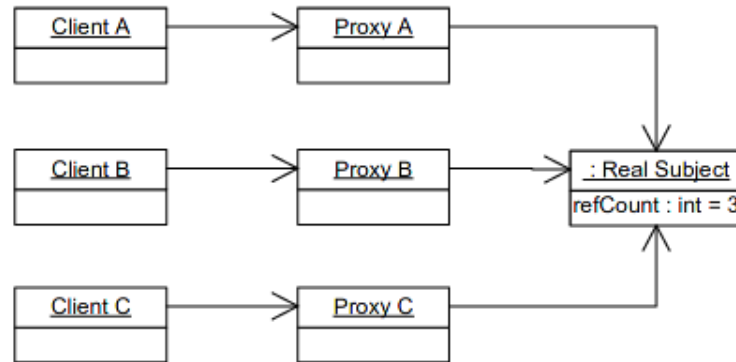 Client A
Proxy A
Client B
Proxy B
: Real Subject
refCount : int = 3
Client C
Proxy C